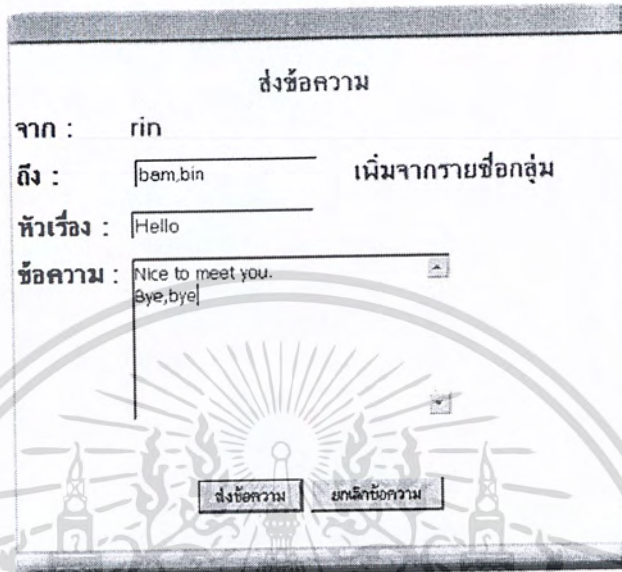 ส่งข้อความ
จาก : rin
ถึง : bam,bin เพิ่มจากรายชื่อกลุ่ม
หัวเรื่อง : Hello
ข้อความ : Nice to meet you.
Bye,bye
ส่งข้อความ ยกเลิกข้อความ